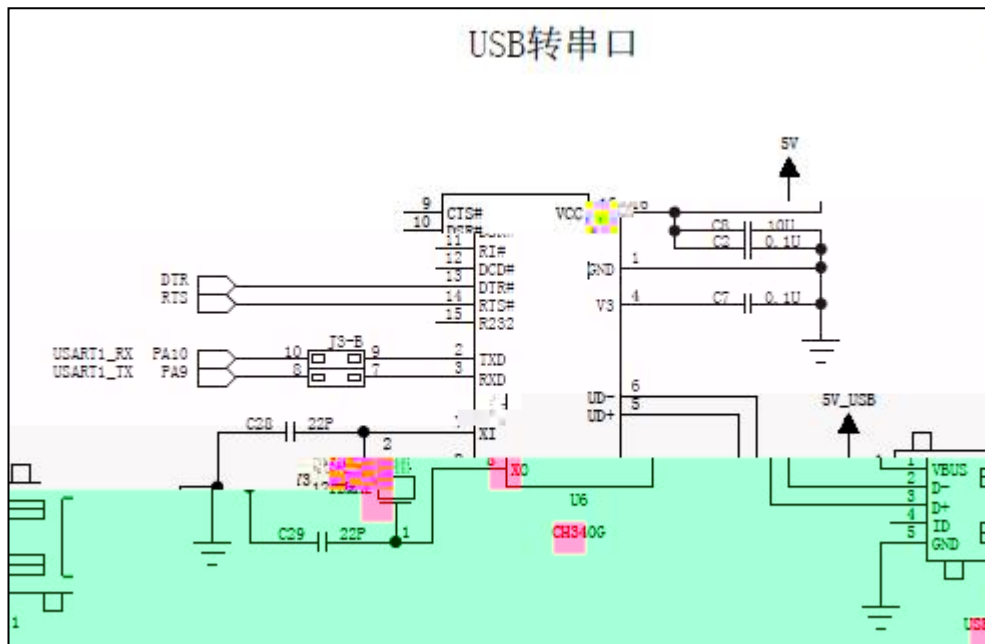 USB转串口
5V
9 CTS# VCC
10
C8 10U
C2 0.1U
11 RI#
12 DCD# GND 1
DTR 13 DTR#
RTS 14 RTS# V3 4 C7 0.1U
15 R232
J3-B
USART1_RX PA10 10 9 2 TXD
USART1_TX PA9 8 7 3 RXD
UD- 6
UD+ 5
5V_USB
C28 22P XI
2
XO
1 VBUS
2 D-
3 D+
4 ID
5 GND
U6
C29 22P 1 CH340G
1